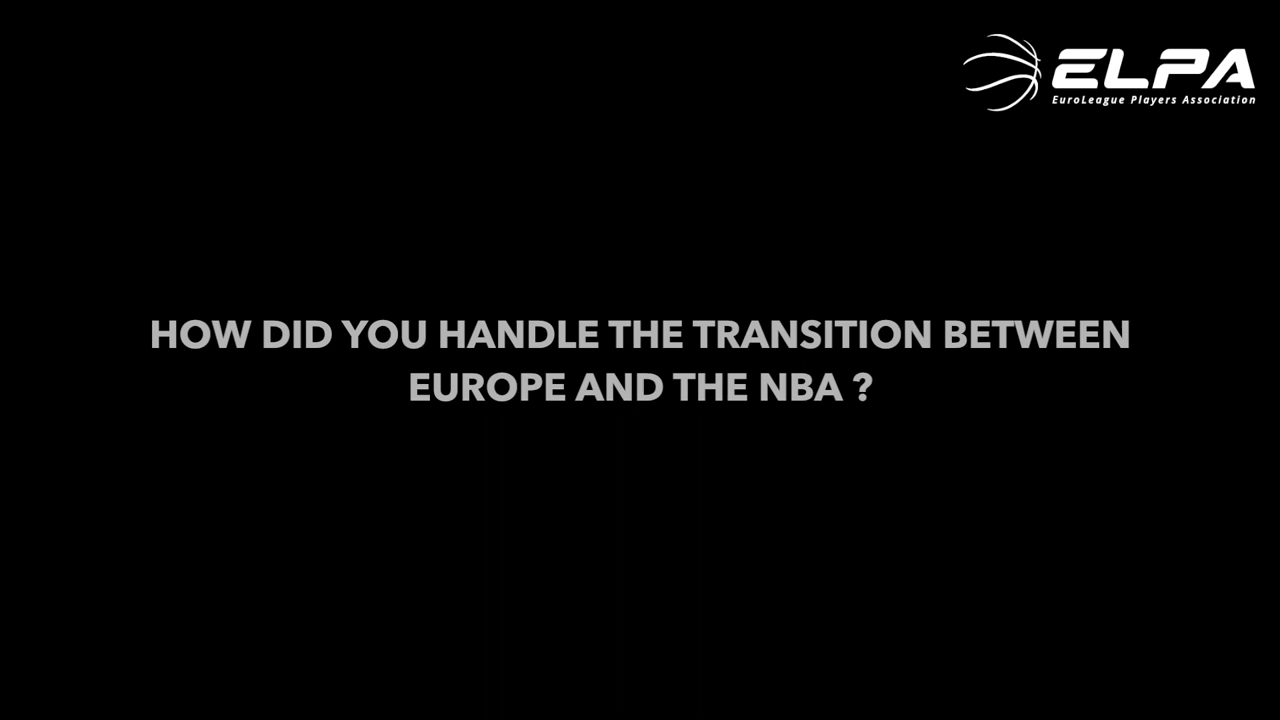 ELPA
EuroLeague Players Association
HOW DID YOU HANDLE THE TRANSITION BETWEEN
EUROPE AND THE NBA ?